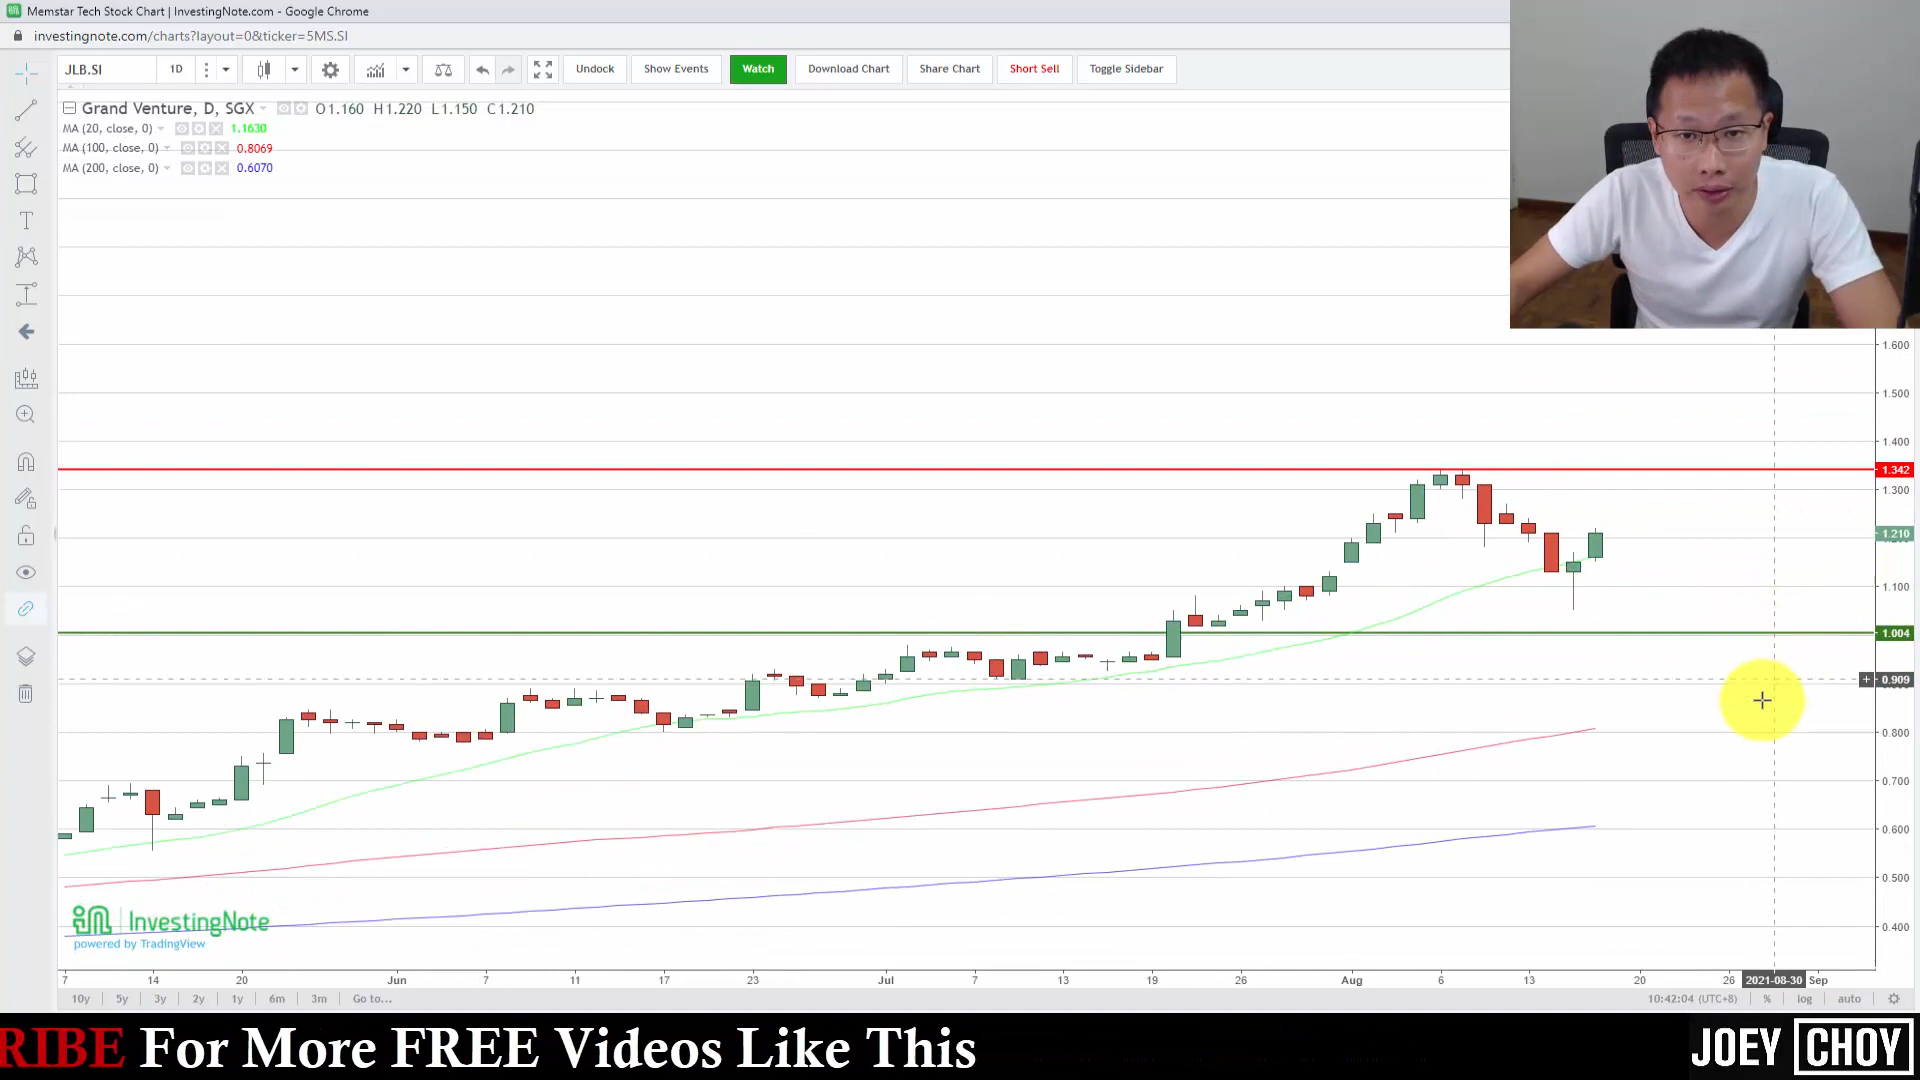 Memstar Tech Stock Chart | InvestingNote.com - Google Chrome
investingnote.com/charts?layout=0&ticker=5MS.SI
JLB.SI 1D Undock Show Events Watch Download Chart Share Chart Short Sell Toggle Sidebar
Grand Venture, D, SGX O1.160 H1.220 L1.150 C1.210
MA (20, close, 0) 1.1630
MA (100, close, 0) 0.8069
MA (200, close, 0) 0.6070
1.600
1.500
1.400
1.342
1.300
1.210
1.100
1.004
0.909
0.800
0.700
0.600
0.500
0.400
InvestingNote
powered by TradingView
7 14 20 Jun 7 11 17 23 Jul 7 13 19 26 Aug 6 13 20 26 2021-08-30 Sep
10y 5y 3y 2y 1y 6m 3m Go to... 10:42:04 (UTC+8) % log auto
RIBE For More FREE Videos Like This
JOEY CHOY